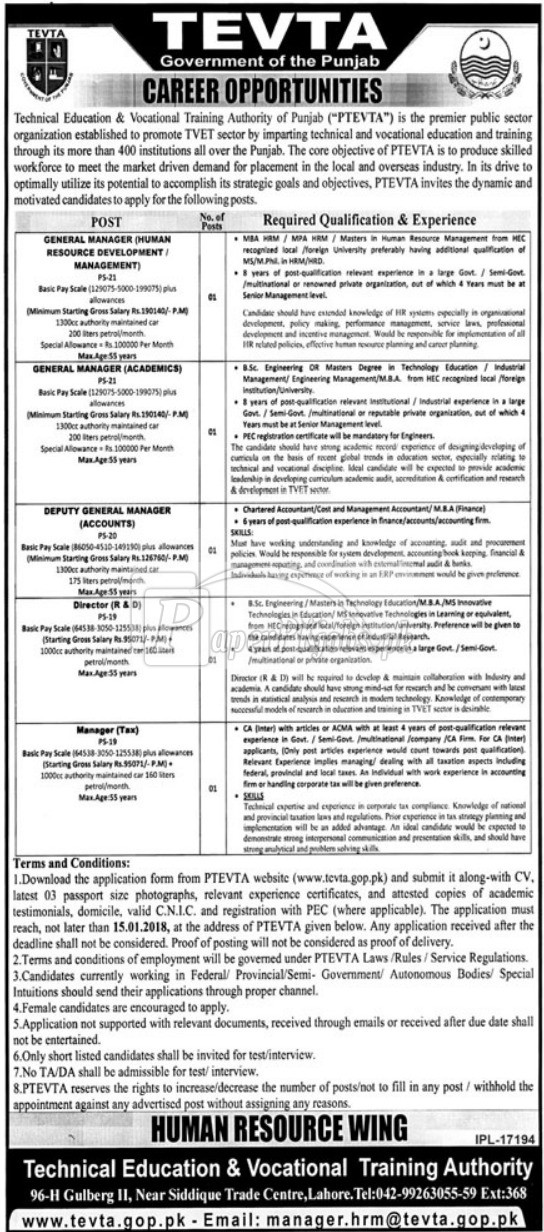 TEVTA
TEVTA
GOVERNMENT OF THE PUNJAB
Government of the Punjab
CAREER OPPORTUNITIES
Technical Education & Vocational Training Authority of Punjab ("PTEVTA") is the premier public sector
organization established to promote TVET sector by imparting technical and vocational education and training
through its more than 400 institutions all over the Punjab. The core objective of PTEVTA is to produce skilled
workforce to meet the market driven demand for placement in the local and overseas industry. In its drive to
optimally utilize its potential to accomplish its strategic goals and objectives, PTEVTA invites the dynamic and
motivated candidates to apply for the following posts.
POST
No. of
Posts
Required Qualification & Experience
GENERAL MANAGER (HUMAN
RESOURCE DEVELOPMENT /
MANAGEMENT)
PS-21
Basic Pay Scale (129075-5000-199075) plus
allowances
(Minimum Starting Gross Salary Rs.190140/- P.M)
1300cc authority maintained car
200 liters petrol/month.
Special Allowance = Rs.100000 Per Month
Max.Age:55 years
01
• MBA HRM / MPA HRM / Masters in Human Resource Management from HEC
recognized local /foreign University preferably having additional qualification of
MS/M.Phil. in HRM/HRD.
• 8 years of post-qualification relevant experience in a large Govt. / Semi-Govt.
/multinational or renowned private organization, out of which 4 Years must be at
Senior Management level.
Candidate should have extended knowledge of HR systems especially in organizational
development, policy making, performance management, service laws, professional
development and incentive management. Would be responsible for implementation of all
HR related policies, effective human resource planning and career planning.
GENERAL MANAGER (ACADEMICS)
PS-21
Basic Pay Scale (129075-5000-199075) plus
allowances
(Minimum Starting Gross Salary Rs.190140/- P.M)
1300cc authority maintained car
200 liters petrol/month.
Special Allowance = Rs.100000 Per Month
Max.Age:55 years
01
• B.Sc. Engineering OR Masters Degree in Technology Education / Industrial
Management/ Engineering Management/M.B.A. from HEC recognized local /foreign
Institution/University.
• 8 years of post-qualification relevant Institutional / Industrial experience in a large
Govt. / Semi-Govt. /multinational or reputable private organization, out of which 4
Years must be at Senior Management level.
• PEC registration certificate will be mandatory for Engineers.
The candidate should have strong academic record/ experience of designing/developing of
curricula on the basis of recent global trends in education sector, especially relating to
technical and vocational discipline. Ideal candidate will be expected to provide academic
leadership in developing curriculum academic audit, accreditation & certification and research
& development in TVET sector.
DEPUTY GENERAL MANAGER
(ACCOUNTS)
PS-20
Basic Pay Scale (86050-4510-149190) plus allowances
(Minimum Starting Gross Salary Rs.126760/- P.M)
1300cc authority maintained car
175 liters petrol/month.
Max.Age:55 years
01
• Chartered Accountant/Cost and Management Accountant/ M.B.A (Finance)
• 6 years of post-qualification experience in finance/accounts/accounting firm.
SKILLS:
Must have working understanding and knowledge of accounting, audit and procurement
policies. Would be responsible for system development, accounting/book keeping, financial &
management reporting, and coordination with external/internal audit & banks.
Individuals having experience of working in an ERP environment would be given preference.
Director (R & D)
PS-19
Basic Pay Scale (64538-3050-125538) plus allowances
(Starting Gross Salary Rs.95071/- P.M) +
1000cc authority maintained car 160 liters
petrol/month.
Max.Age:55 years
01
• B.Sc. Engineering / Masters in Technology Education/M.B.A./MS Innovative
Technologies in Education/ MS Innovative Technologies in Learning or equivalent,
from HEC recognized local/foreign institution/university. Preference will be given to
the candidates having experience of Industrial Research.
• 4 years of post-qualification relevant experience in a large Govt. / Semi-Govt.
/multinational or private organization.
Director (R & D) will be required to develop & maintain collaboration with Industry and
academia. A candidate should have strong mind-set for research and be conversant with latest
trends in statistical analysis and research in modern technology. Knowledge of contemporary
successful models of research in education and training in TVET sector is desirable.
Manager (Tax)
PS-19
Basic Pay Scale (64538-3050-125538) plus allowances
(Starting Gross Salary Rs.95071/- P.M) +
1000cc authority maintained car 160 liters
petrol/month.
Max.Age:55 years
01
• CA (Inter) with articles or ACMA with at least 4 years of post-qualification relevant
experience in Govt. / Semi-Govt. /multinational /company /CA Firm. For CA (Inter)
applicants, (Only post articles experience would count towards post qualification).
Relevant Experience implies managing/ dealing with all taxation aspects including
federal, provincial and local taxes. An Individual with work experience in accounting
firm or handling corporate tax will be given preference.
• SKILLS
Technical expertise and experience in corporate tax compliance. Knowledge of national
and provincial taxation laws and regulations. Prior experience in tax strategy planning and
implementation will be an added advantage. An ideal candidate would be expected to
demonstrate strong interpersonal communication and presentation skills, and should have
strong analytical and problem solving skills.
Terms and Conditions:
1.Download the application form from PTEVTA website (www.tevta.gop.pk) and submit it along-with CV,
latest 03 passport size photographs, relevant experience certificates, and attested copies of academic
testimonials, domicile, valid C.N.I.C. and registration with PEC (where applicable). The application must
reach, not later than 15.01.2018, at the address of PTEVTA given below. Any application received after the
deadline shall not be considered. Proof of posting will not be considered as proof of delivery.
2.Terms and conditions of employment will be governed under PTEVTA Laws /Rules / Service Regulations.
3.Candidates currently working in Federal/ Provincial/Semi- Government/ Autonomous Bodies/ Special
Intuitions should send their applications through proper channel.
4.Female candidates are encouraged to apply.
5.Application not supported with relevant documents, received through emails or received after due date shall
not be entertained.
6.Only short listed candidates shall be invited for test/interview.
7.No TA/DA shall be admissible for test/ interview.
8.PTEVTA reserves the rights to increase/decrease the number of posts/not to fill in any post / withhold the
appointment against any advertised post without assigning any reasons.
HUMAN RESOURCE WING
IPL-17194
Technical Education & Vocational Training Authority
96-H Gulberg II, Near Siddique Trade Centre,Lahore.Tel:042-99263055-59 Ext:368
www.tevta.gop.pk - Email: manager.hrm@tevta.gop.pk